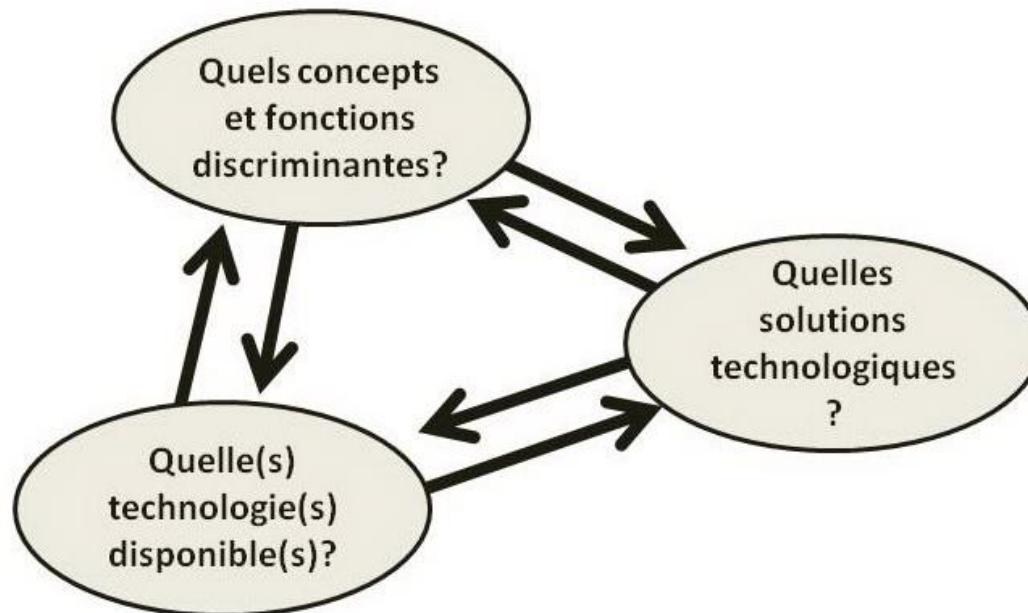 Quels concepts
et fonctions
discriminantes?
Quelles
solutions
technologiques
?
Quelle(s)
technologie(s)
disponible(s)?